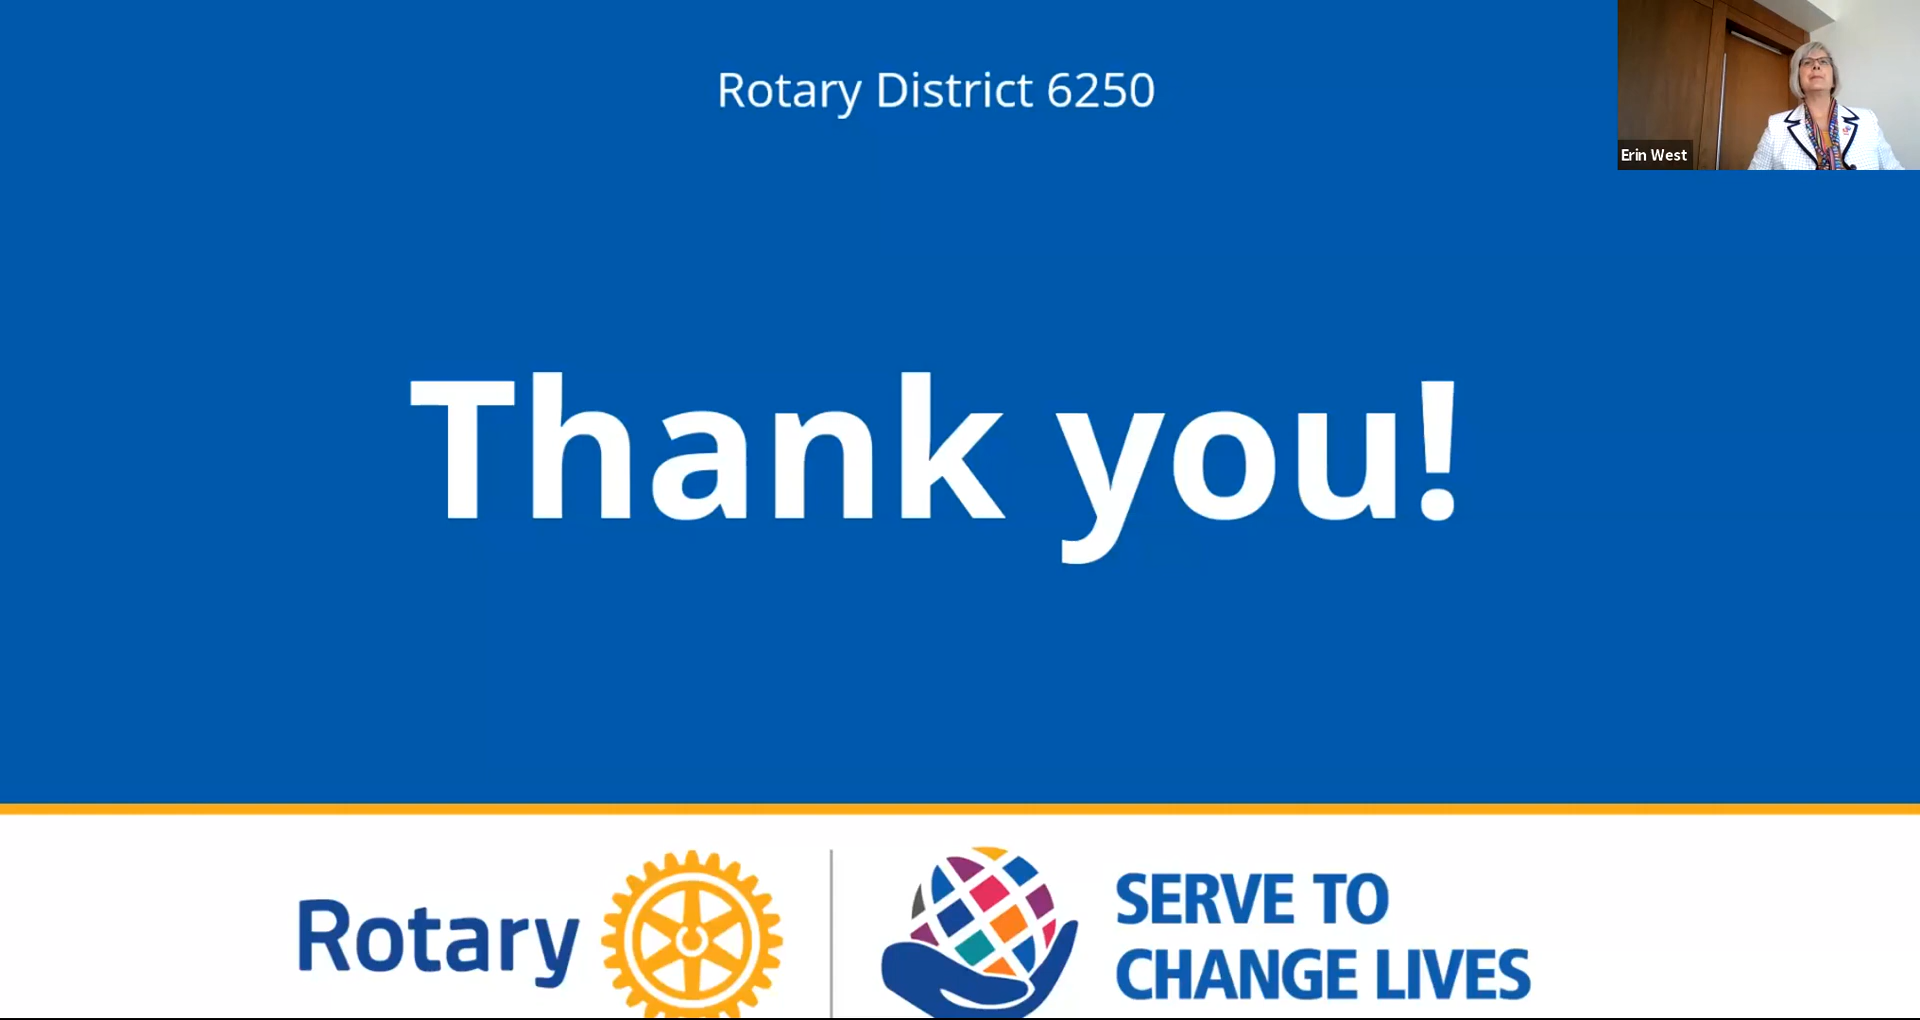 Rotary District 6250
Erin West
Thank you!
Rotary
SERVE TO
CHANGE LIVES